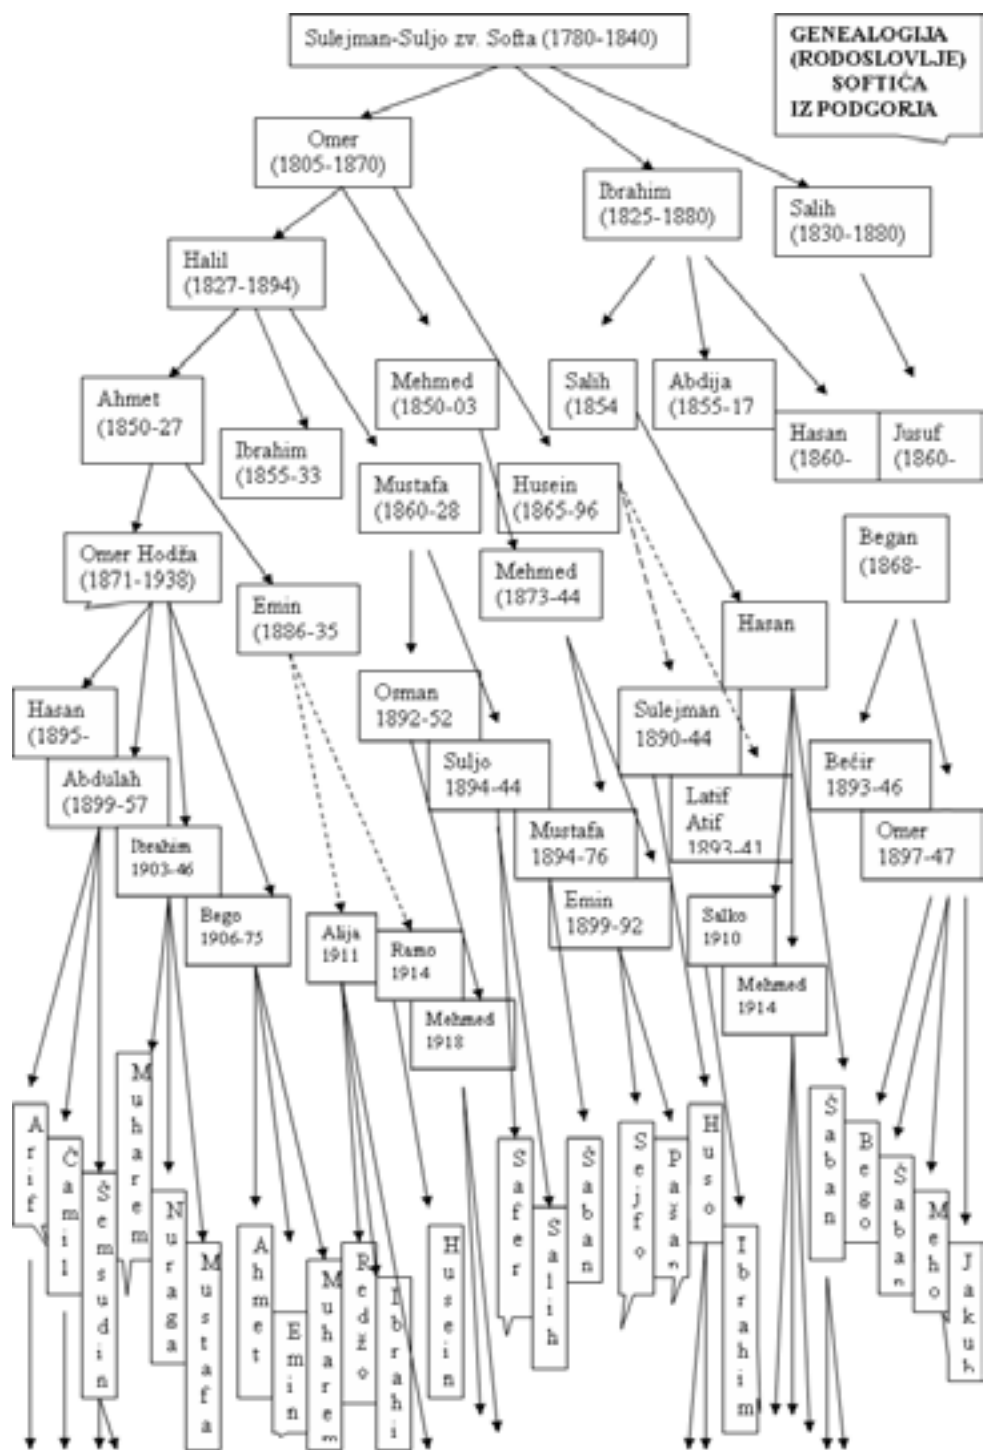 Sulejman-Suljo zv. Softa (1780-1840)
GENEALOGIJA
(RODOSLOVLJE)
SOFTIĆA
IZ PODGORJA
Omer
(1805-1870)
Ibrahim
(1825-1880)
Salih
(1830-1880)
Halil
(1827-1894)
Ahmet
(1850-27
Ibrahim
(1855-33
Mehmed
(1850-03
Salih
(1854
Abdija
(1855-17
Hasan
(1860-
Jusuf
(1860-
Mustafa
(1860-28
Husein
(1865-96
Omer Hodža
(1871-1938)
Emin
(1886-35
Mehmed
(1873-44
Began
(1868-
Hasan
Hasan
(1895-
Abdulah
(1899-57
Ibrahim
1903-46
Bego
1906-75
Osman
1892-52
Suljo
1894-44
Mustafa
1894-76
Emin
1899-92
Sulejman
1890-44
Latif
Atif
1893-41
Bećir
1893-46
Omer
1897-47
Alija
1911
Ramo
1914
Mehmed
1918
Salko
1910
Mehmed
1914
Arif
Ćamil
Šemsudin
Muharem
Nuraga
Mustafa
Ahmet
Emin
Muharem
Redžo
Ibrahi
Husein
Safet
Salih
Šaban
Sejfo
Huso
Ibrahim
Šaban
Bego
Šaban
Meho
Jakub